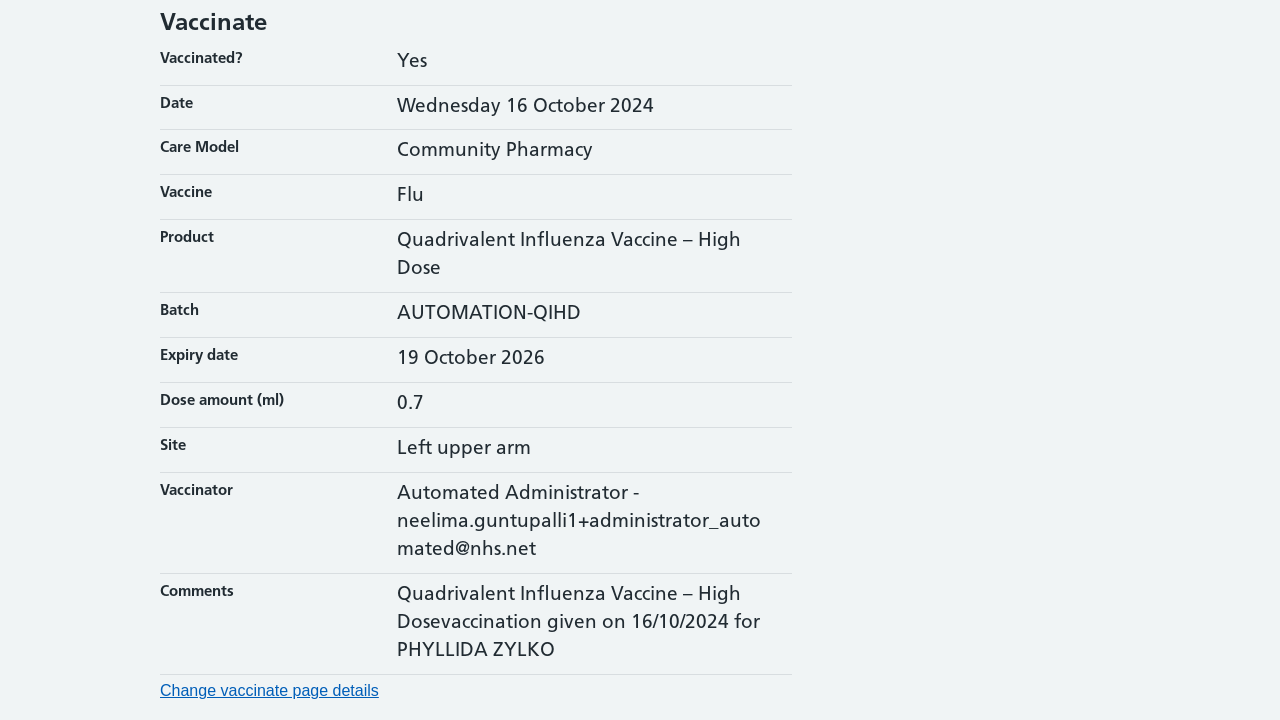 Vaccinate
Vaccinated? Yes
Date Wednesday 16 October 2024
Care Model Community Pharmacy
Vaccine Flu
Product Quadrivalent Influenza Vaccine – High
Dose
Batch AUTOMATION-QIHD
Expiry date 19 October 2026
Dose amount (ml) 0.7
Site Left upper arm
Vaccinator Automated Administrator -
neelima.guntupalli1+administrator_auto
mated@nhs.net
Comments Quadrivalent Influenza Vaccine – High
Dosevaccination given on 16/10/2024 for
PHYLLIDA ZYLKO
Change vaccinate page details